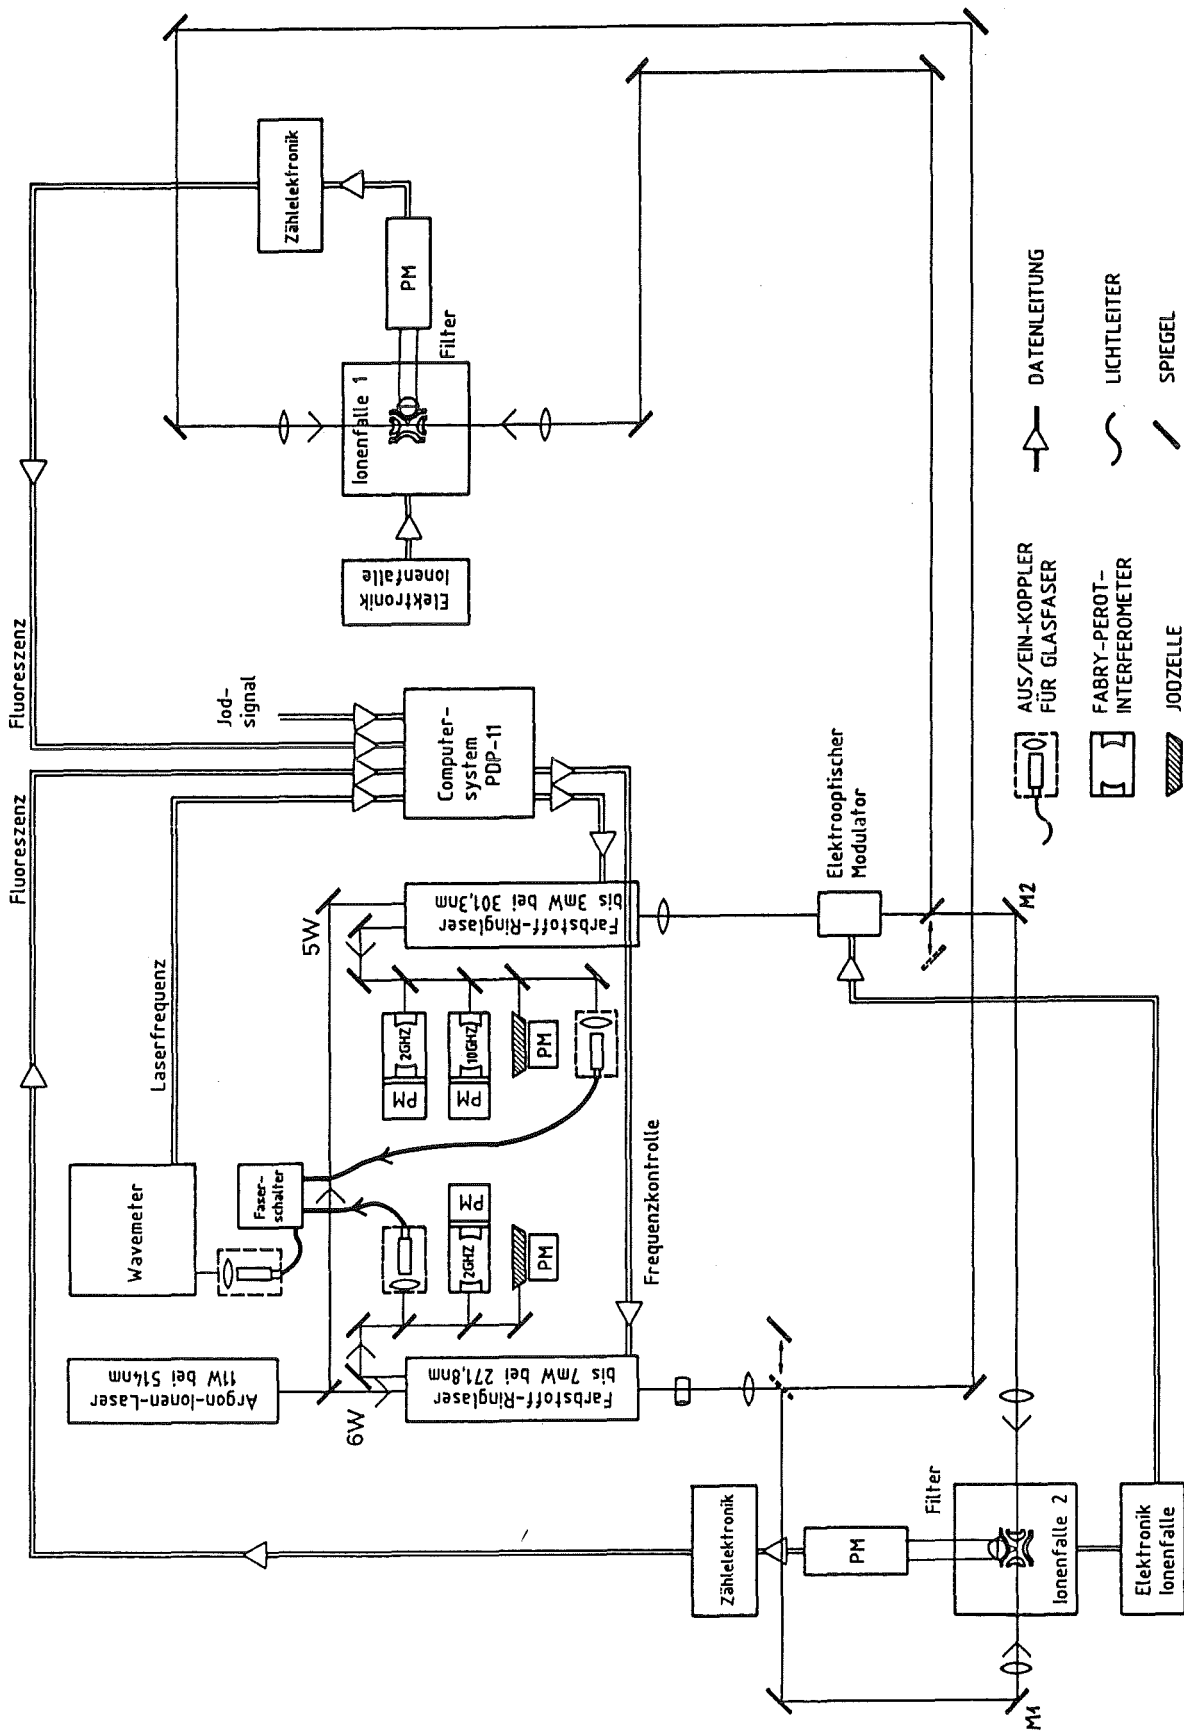 Fluoreszenz
Fluoreszenz
Laserfrequenz
Jod-
signal
Wavemeter
Faser-
schalter
Argon-Ionen-Laser
11W bei 514nm
6W
5W
Farbstoff-Ringlaser
bis 7mW bei 271,8nm
Farbstoff-Ringlaser
bis 3mW bei 301,3nm
2GHZ
PM
PM
PM
2GHZ
PM
10GHZ
PM
Frequenzkontrolle
Computer-
system
PDP-11
Elektronik
Ionenfalle
Ionenfalle 1
Filter
PM
Zählelektronik
Zählelektronik
PM
Filter
Ionenfalle 2
Elektronik
Ionenfalle
Elektrooptischer
Modulator
M1
M2
AUS/EIN-KOPPLER
FÜR GLASFASER
FABRY-PEROT-
INTERFEROMETER
JODZELLE
DATENLEITUNG
LICHTLEITER
SPIEGEL